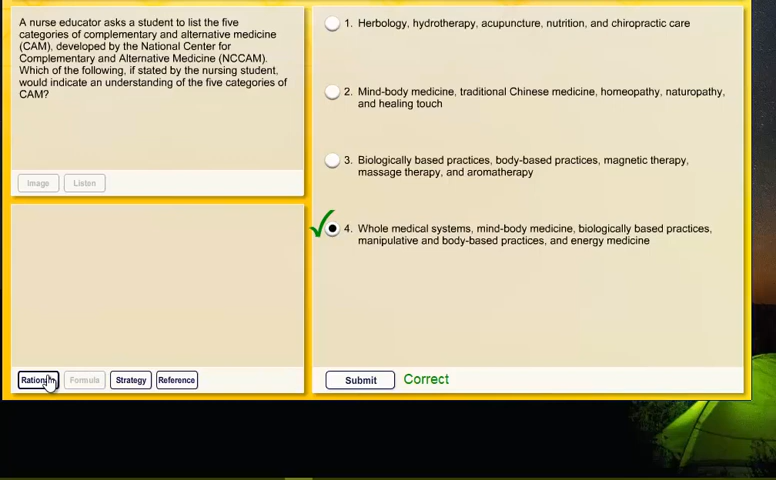 A nurse educator asks a student to list the five
categories of complementary and alternative medicine
(CAM), developed by the National Center for
Complementary and Alternative Medicine (NCCAM).
Which of the following, if stated by the nursing student,
would indicate an understanding of the five categories of
CAM?
Image Listen
1. Herbology, hydrotherapy, acupuncture, nutrition, and chiropractic care
2. Mind-body medicine, traditional Chinese medicine, homeopathy, naturopathy,
and healing touch
3. Biologically based practices, body-based practices, magnetic therapy,
massage therapy, and aromatherapy
4. Whole medical systems, mind-body medicine, biologically based practices,
manipulative and body-based practices, and energy medicine
Formula Strategy Reference
Submit Correct